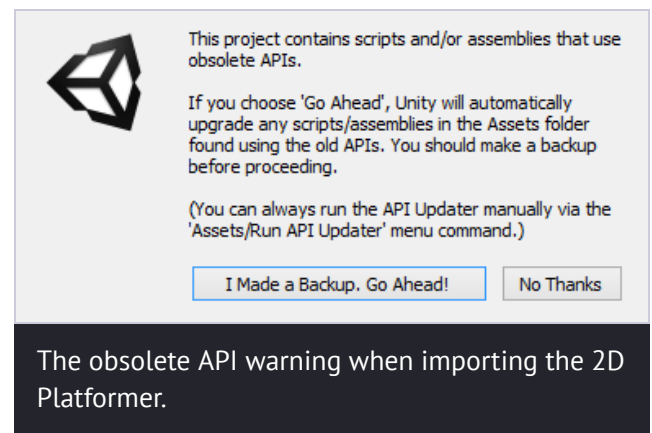 This project contains scripts and/or assemblies that use
obsolete APIs.
If you choose 'Go Ahead', Unity will automatically
upgrade any scripts/assemblies in the Assets folder
found using the old APIs. You should make a backup
before proceeding.
(You can always run the API Updater manually via the
'Assets/Run API Updater' menu command.)
I Made a Backup. Go Ahead!
No Thanks
The obsolete API warning when importing the 2D
Platformer.